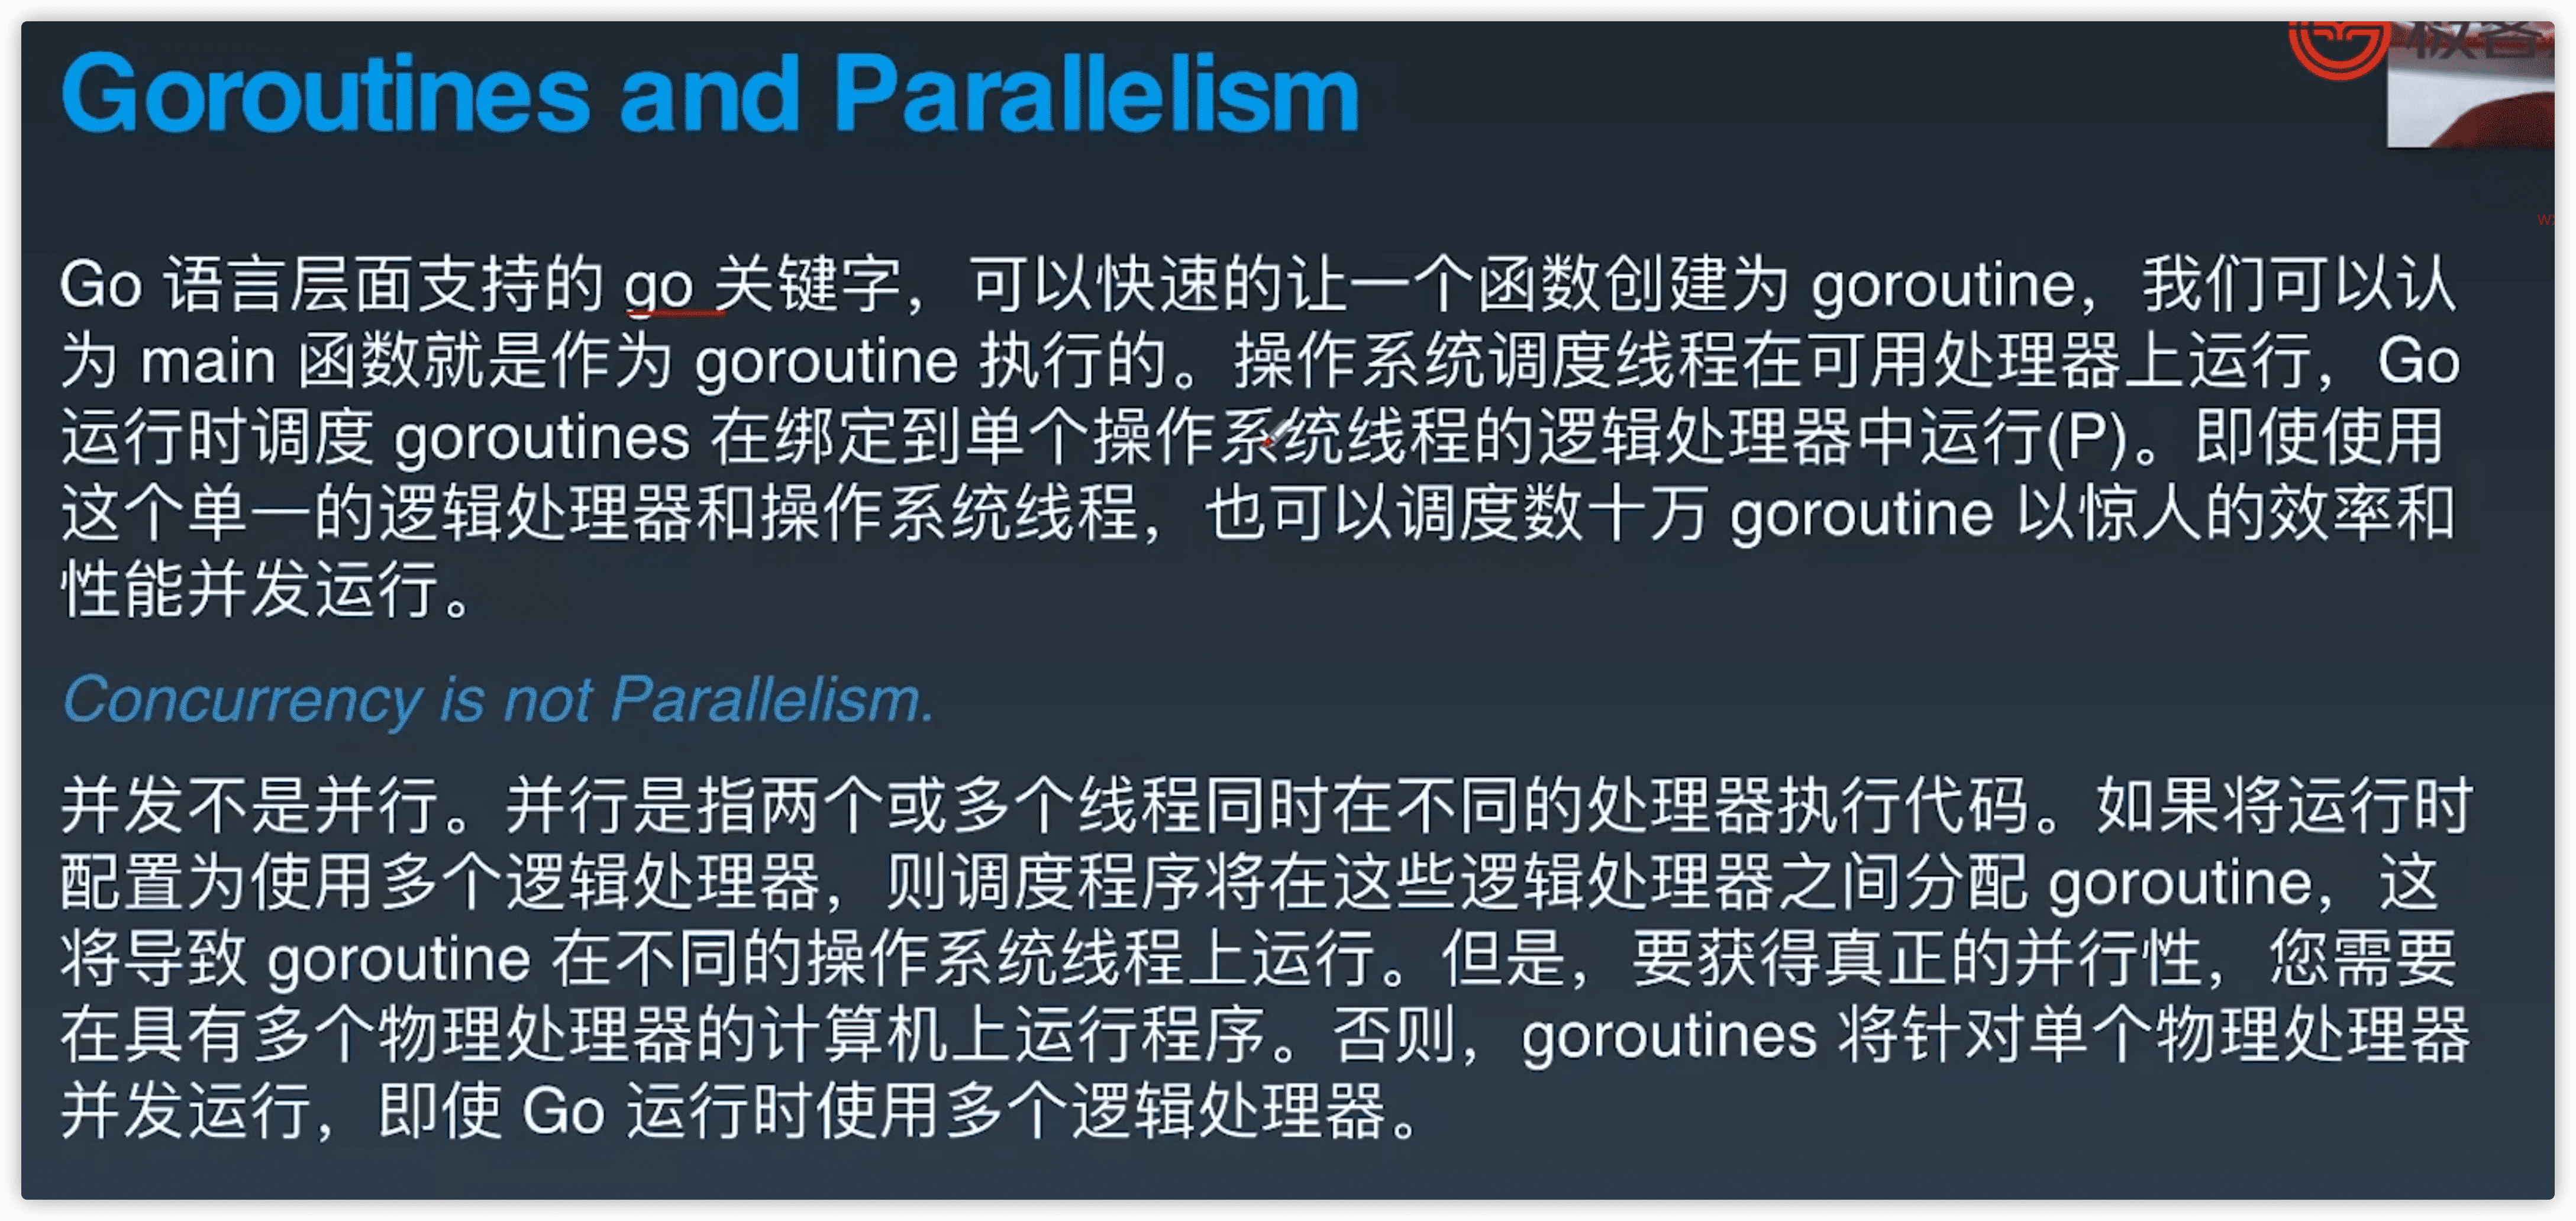 Goroutines and Parallelism
Go 语言层面支持的 go 关键字，可以快速的让一个函数创建为 goroutine，我们可以认
为 main 函数就是作为 goroutine 执行的。操作系统调度线程在可用处理器上运行，Go
运行时调度 goroutines 在绑定到单个操作系统线程的逻辑处理器中运行(P)。即使使用
这个单一的逻辑处理器和操作系统线程，也可以调度数十万 goroutine 以惊人的效率和
性能并发运行。
Concurrency is not Parallelism.
并发不是并行。并行是指两个或多个线程同时在不同的处理器执行代码。如果将运行时
配置为使用多个逻辑处理器，则调度程序将在这些逻辑处理器之间分配 goroutine，这
将导致 goroutine 在不同的操作系统线程上运行。但是，要获得真正的并行性，您需要
在具有多个物理处理器的计算机上运行程序。否则，goroutines 将针对单个物理处理器
并发运行，即使 Go 运行时使用多个逻辑处理器。